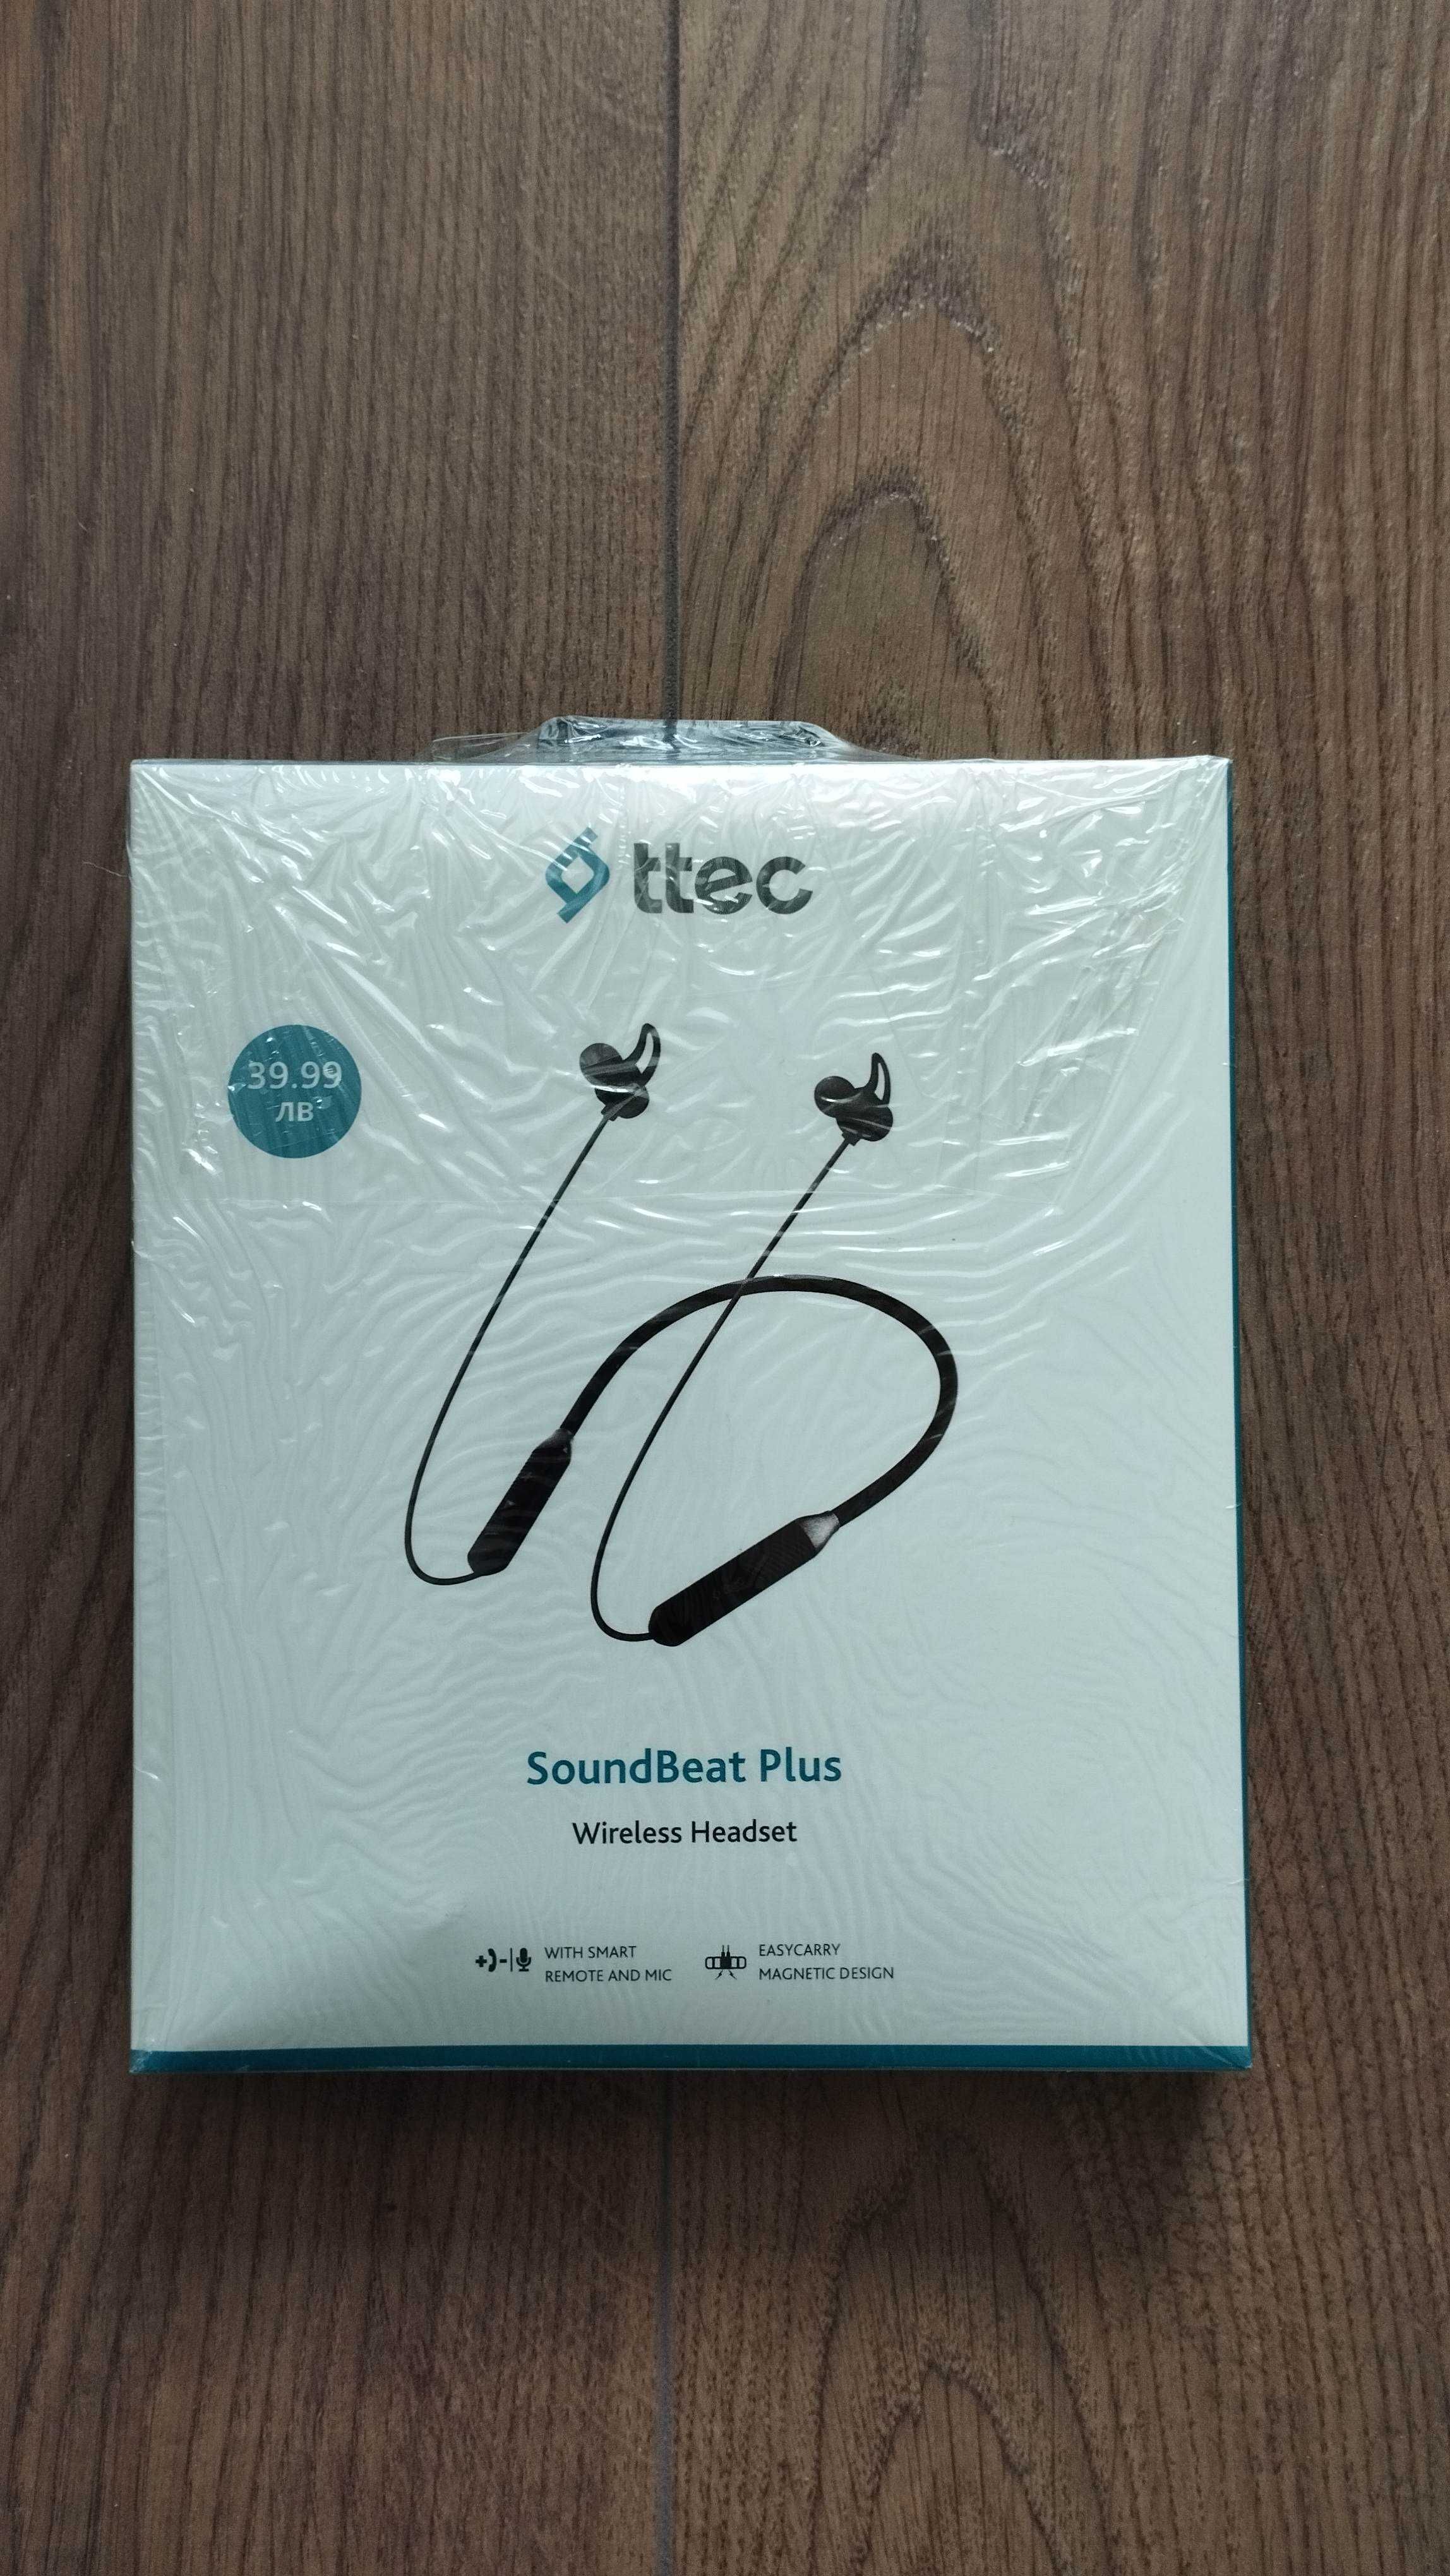 ttec
39.99
лв
SoundBeat Plus
Wireless Headset
WITH SMART
REMOTE AND MIC
EASYCARRY
MAGNETIC DESIGN